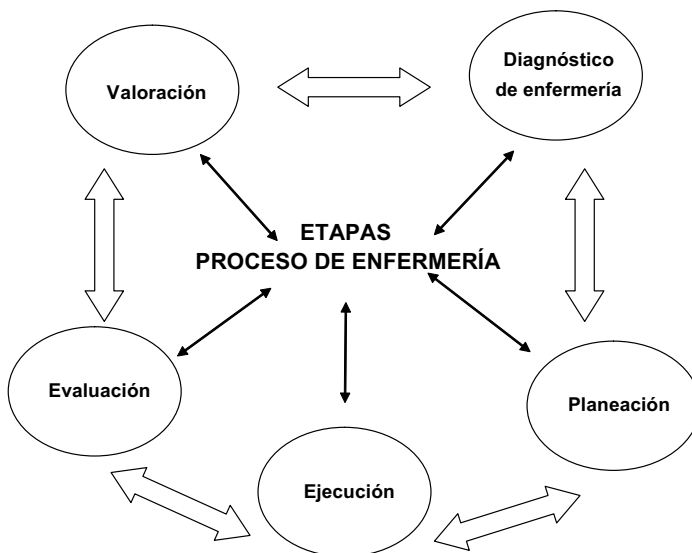 Valoración
Diagnóstico
de enfermería
ETAPAS
PROCESO DE ENFERMERÍA
Evaluación
Planeación
Ejecución